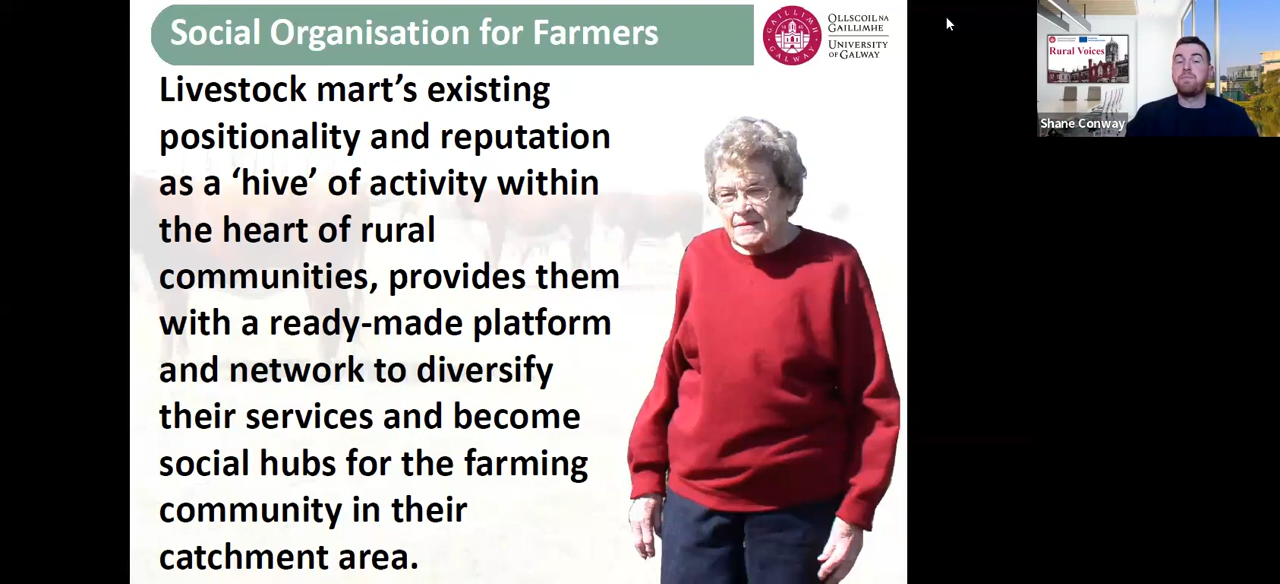 Social Organisation for Farmers
OLLSCOIL NA
GAILLIMHE
UNIVERSITY
OF GALWAY
Livestock mart’s existing
positionality and reputation
as a ‘hive’ of activity within
the heart of rural
communities, provides them
with a ready-made platform
and network to diversify
their services and become
social hubs for the farming
community in their
catchment area.
Rural Voices
Shane Conway